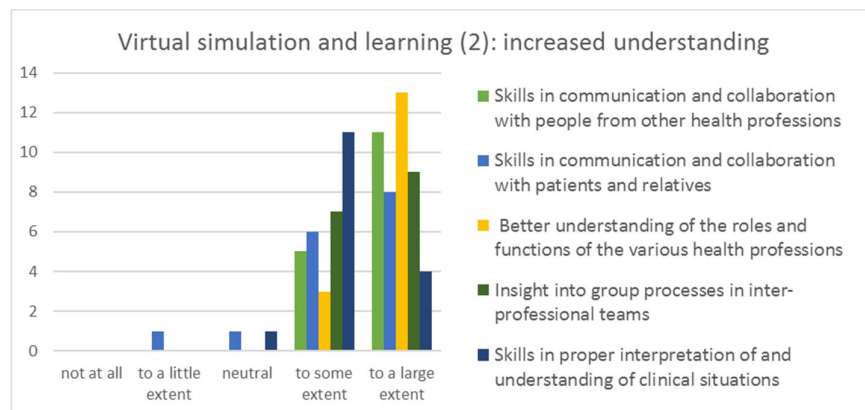 Virtual simulation and learning (2): increased understanding
14
12
10
8
6
4
2
0
not at all
to a little
extent
neutral
to some
extent
to a large
extent
Skills in communication and collaboration
with people from other health professions
Skills in communication and collaboration
with patients and relatives
Better understanding of the roles and
functions of the various health professions
Insight into group processes in inter-
professional teams
Skills in proper interpretation of and
understanding of clinical situations